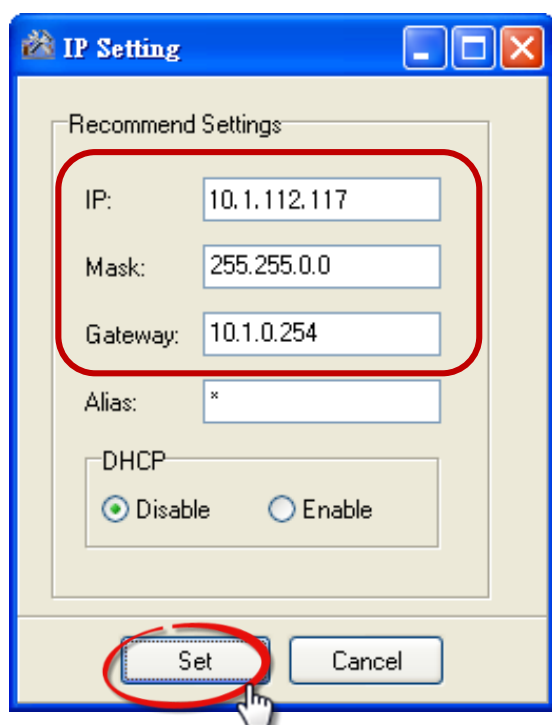 IP Setting
Recommend Settings
IP: 10.1.112.117
Mask: 255.255.0.0
Gateway: 10.1.0.254
Alias: *
DHCP
Disable Enable
Set Cancel